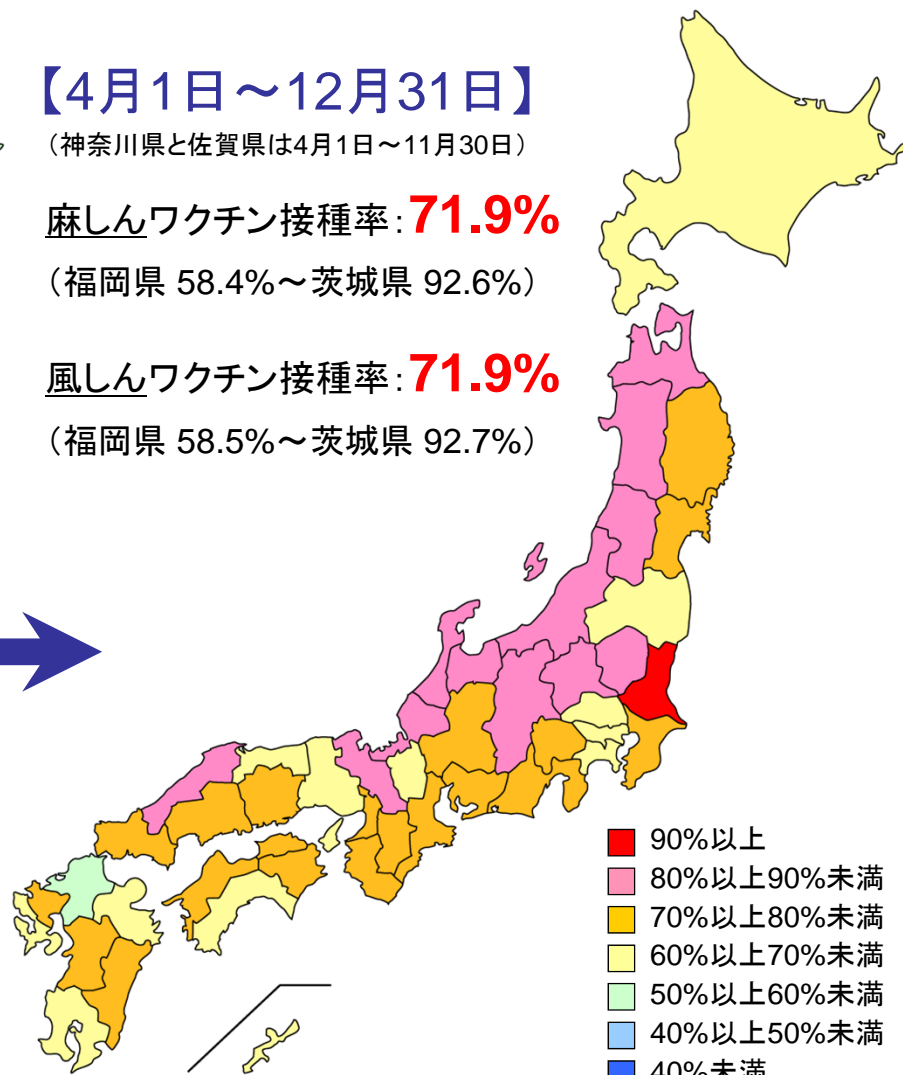 【4月1日～12月31日】
（神奈川県と佐賀県は4月1日～11月30日）
麻しんワクチン接種率：71.9%
（福岡県 58.4%～茨城県 92.6%）
風しんワクチン接種率：71.9%
（福岡県 58.5%～茨城県 92.7%）
90%以上
80%以上90%未満
70%以上80%未満
60%以上70%未満
50%以上60%未満
40%以上50%未満
40%未満